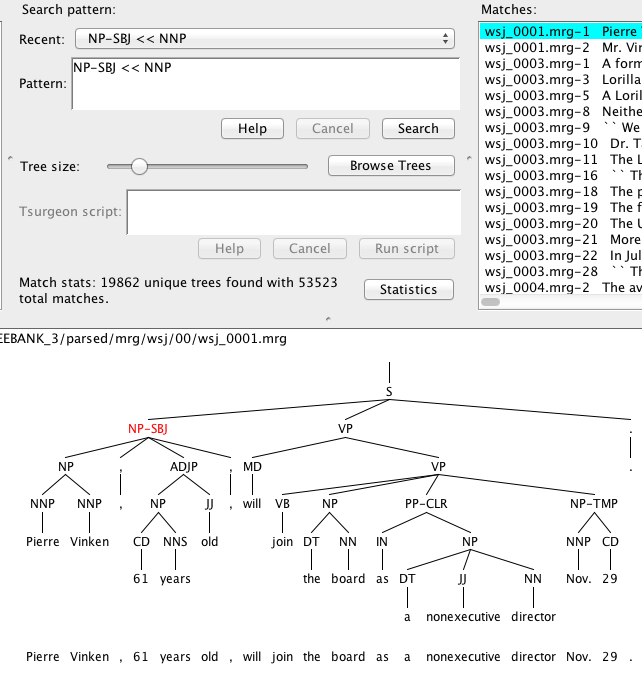 Search pattern:
Recent: NP-SBJ << NNP
Pattern: NP-SBJ << NNP
Help Cancel Search
Tree size: Browse Trees
Tsurgeon script:
Help Cancel Run script
Match stats: 19862 unique trees found with 53523
total matches.
Statistics
Matches:
wsj_0001.mrg-1 Pierre
wsj_0001.mrg-2 Mr. Vin
wsj_0003.mrg-1 A form
wsj_0003.mrg-3 Lorilla
wsj_0003.mrg-5 A Loril
wsj_0003.mrg-8 Neithe
wsj_0003.mrg-9 `` We
wsj_0003.mrg-10 Dr. T
wsj_0003.mrg-11 The L
wsj_0003.mrg-16 `` Th
wsj_0003.mrg-18 The p
wsj_0003.mrg-19 The f
wsj_0003.mrg-20 The U
wsj_0003.mrg-21 More
wsj_0003.mrg-22 In Jul
wsj_0003.mrg-28 `` Th
wsj_0004.mrg-2 The av
EEBANK_3/parsed/mrg/wsj/00/wsj_0001.mrg
S
NP-SBJ VP .
NP , ADJP , MD VP .
NNP NNP , NP JJ , will VB NP PP-CLR NP-TMP
Pierre Vinken CD NNS old join DT NN IN NP NNP CD
61 years the board as DT JJ NN Nov. 29
a nonexecutive director
Pierre Vinken , 61 years old , will join the board as a nonexecutive director Nov. 29 .